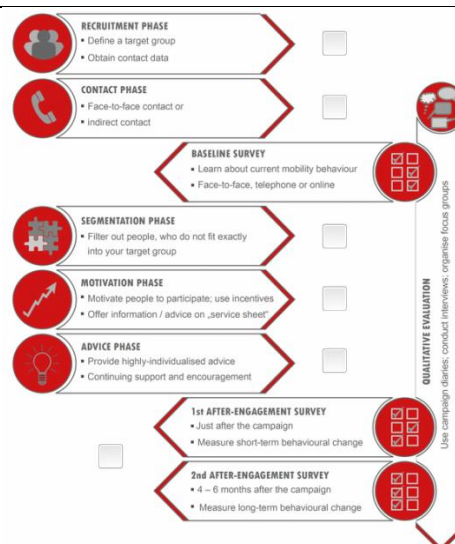 RECRUITMENT PHASE
▪ Define a target group
▪ Obtain contact data
CONTACT PHASE
▪ Face-to-face contact or
▪ indirect contact
BASELINE SURVEY
▪ Learn about current mobility behaviour
▪ Face-to-face, telephone or online
SEGMENTATION PHASE
▪ Filter out people, who do not fit exactly
into your target group
MOTIVATION PHASE
▪ Motivate people to participate; use incentives
▪ Offer information / advice on „service sheet“
ADVICE PHASE
▪ Provide highly-individualised advice
▪ Continuing support and encouragement
1st AFTER-ENGAGEMENT SURVEY
▪ Just after the campaign
▪ Measure short-term behavioural change
2nd AFTER-ENGAGEMENT SURVEY
▪ 4 – 6 months after the campaign
▪ Measure long-term behavioural change
QUALITATIVE EVALUATION
Use campaign diaries; conduct interviews; organise focus groups